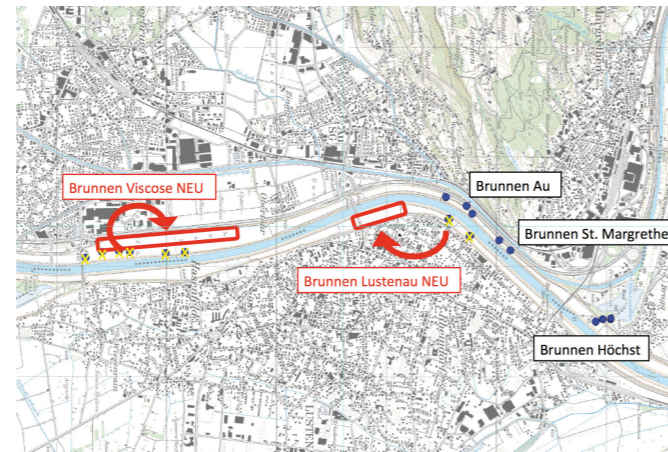 Brunnen Au
Brunnen Viscose NEU
Brunnen St. Margrethe
Brunnen Lustenau NEU
Brunnen Höchst